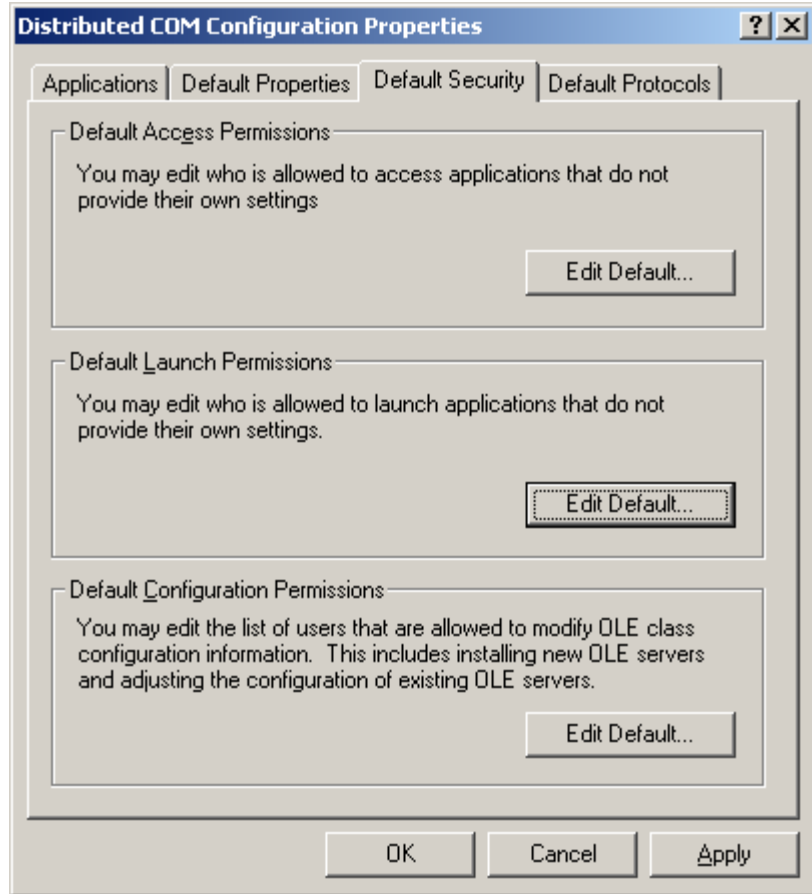 Distributed COM Configuration Properties
Applications
Default Properties
Default Security
Default Protocols
Default Access Permissions
You may edit who is allowed to access applications that do not
provide their own settings
Edit Default...
Default Launch Permissions
You may edit who is allowed to launch applications that do not
provide their own settings.
Edit Default...
Default Configuration Permissions
You may edit the list of users that are allowed to modify OLE class
configuration information.  This includes installing new OLE servers
and adjusting the configuration of existing OLE servers.
Edit Default...
OK
Cancel
Apply